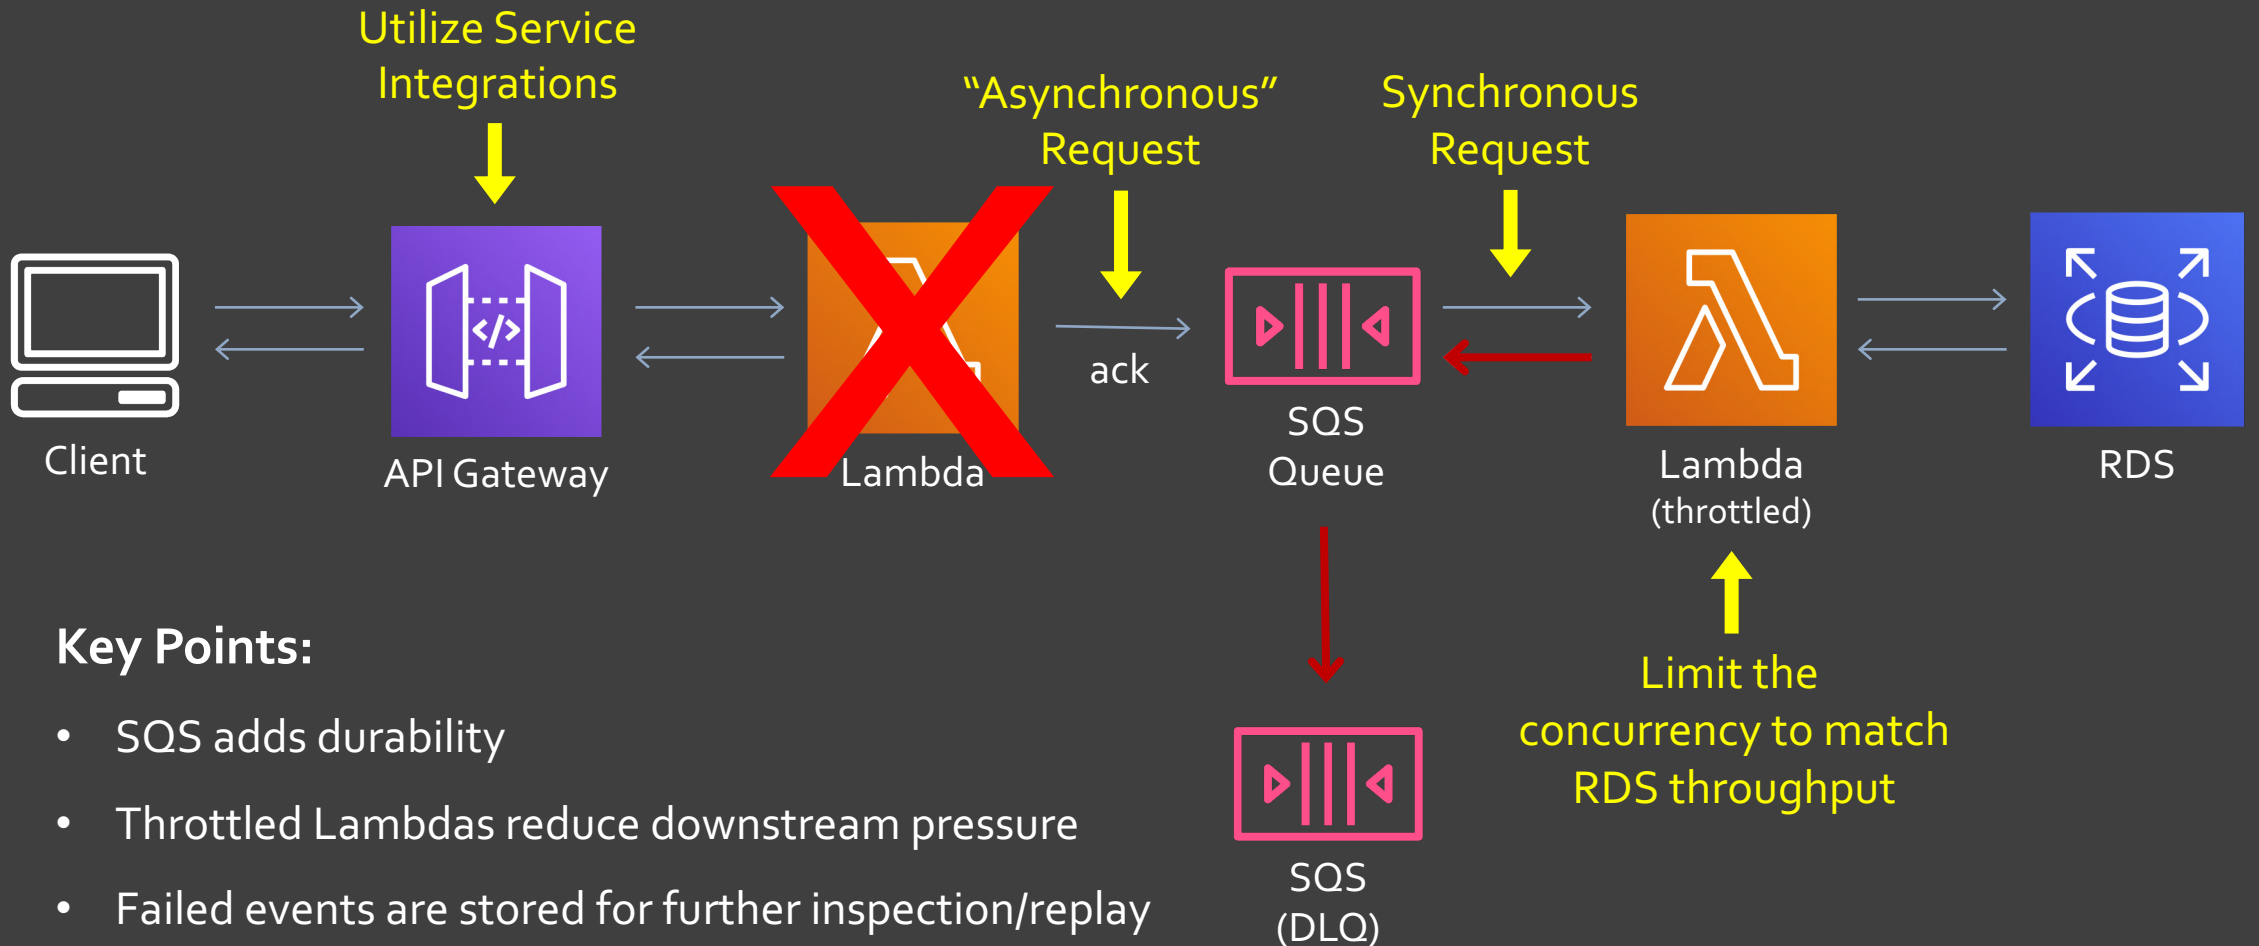 Utilize Service
Integrations
“Asynchronous”
Request
Synchronous
Request
</>
ack
Client
API Gateway
Lambda
SQS
Queue
Lambda
(throttled)
RDS
Key Points:
• SQS adds durability
• Throttled Lambdas reduce downstream pressure
• Failed events are stored for further inspection/replay
SQS
(DLQ)
Limit the
concurrency to match
RDS throughput